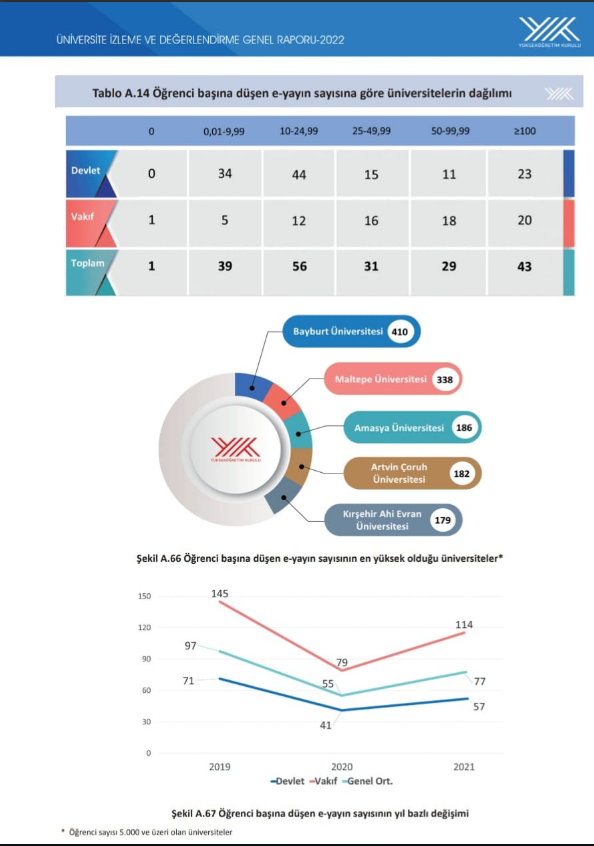 ÜNİVERSİTE İZLEME VE DEĞERLENDİRME GENEL RAPORU-2022
YÜKSEKÖĞRETİM KURULU
Tablo A.14 Öğrenci başına düşen e-yayın sayısına göre üniversitelerin dağılımı
0 0,01-9,99 10-24,99 25-49,99 50-99,99 ≥100
Devlet 0 34 44 15 11 23
Vakıf 1 5 12 16 18 20
Toplam 1 39 56 31 29 43
Bayburt Üniversitesi 410
Maltepe Üniversitesi 338
Amasya Üniversitesi 186
Artvin Çoruh
Üniversitesi 182
Kırşehir Ahi Evran
Üniversitesi 179
YÜKSEKÖĞRETİM KURULU
Şekil A.66 Öğrenci başına düşen e-yayın sayısının en yüksek olduğu üniversiteler*
150
120
90
60
30
0
145
97
71
79
55
41
114
77
57
2019 2020 2021
Devlet Vakıf Genel Ort.
Şekil A.67 Öğrenci başına düşen e-yayın sayısının yıl bazlı değişimi
* Öğrenci sayısı 5.000 ve üzeri olan üniversiteler